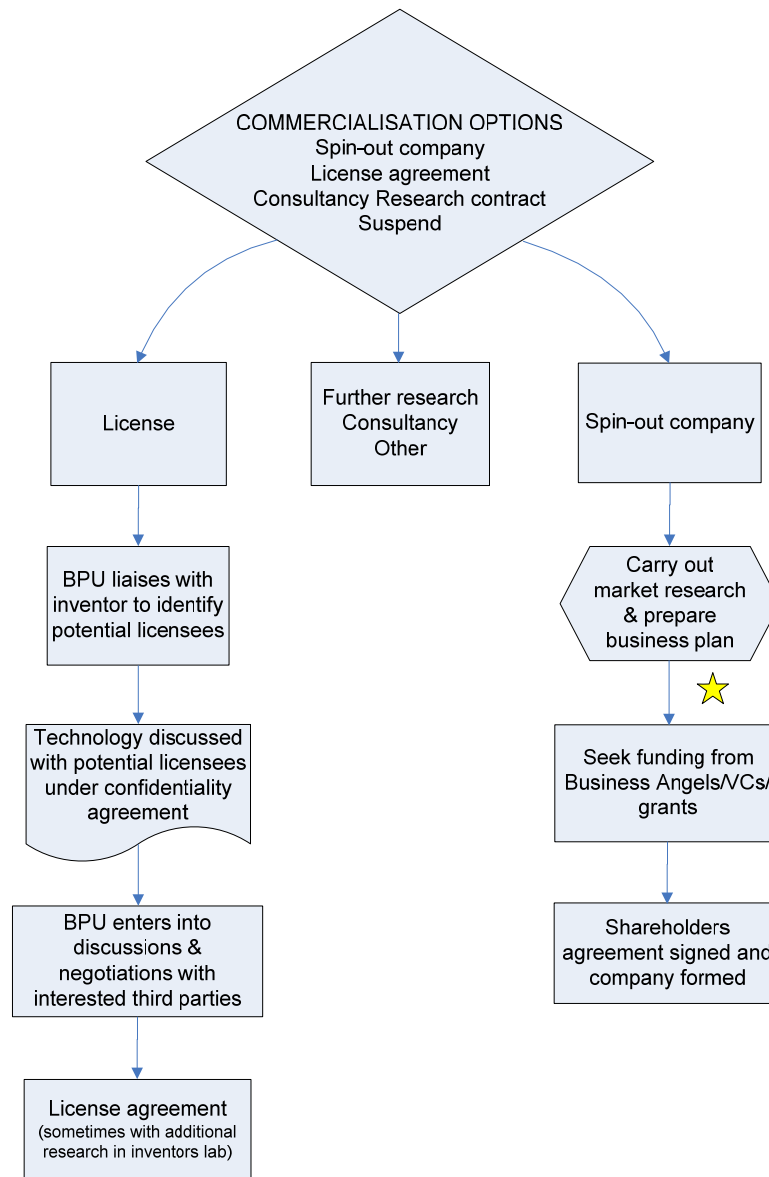 COMMERCIALISATION OPTIONS
Spin-out company
License agreement
Consultancy Research contract
Suspend
License
Further research
Consultancy
Other
Spin-out company
BPU liaises with
inventor to identify
potential licensees
Carry out
market research
& prepare
business plan
Technology discussed
with potential licensees
under confidentiality
agreement
Seek funding from
Business Angels/VCs/
grants
BPU enters into
discussions &
negotiations with
interested third parties
Shareholders
agreement signed and
company formed
License agreement
(sometimes with additional
research in inventors lab)